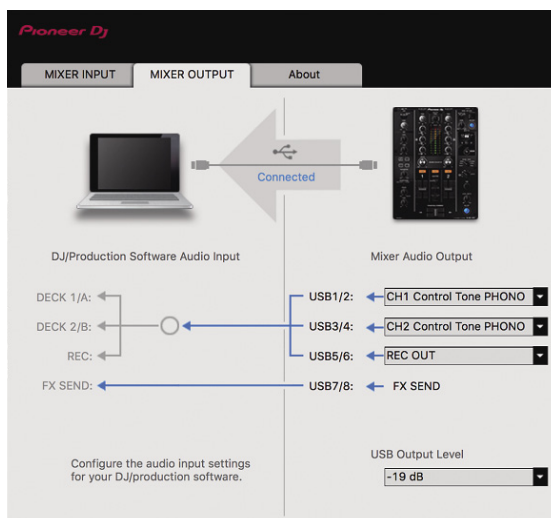 Pioneer Dj
MIXER INPUT
MIXER OUTPUT
About
Connected
DJ/Production Software Audio Input
Mixer Audio Output
DECK 1/A:
USB1/2:
CH1 Control Tone PHONO
DECK 2/B:
USB3/4:
CH2 Control Tone PHONO
REC:
USB5/6:
REC OUT
FX SEND:
USB7/8:
FX SEND
Configure the audio input settings
for your DJ/production software.
USB Output Level
-19 dB